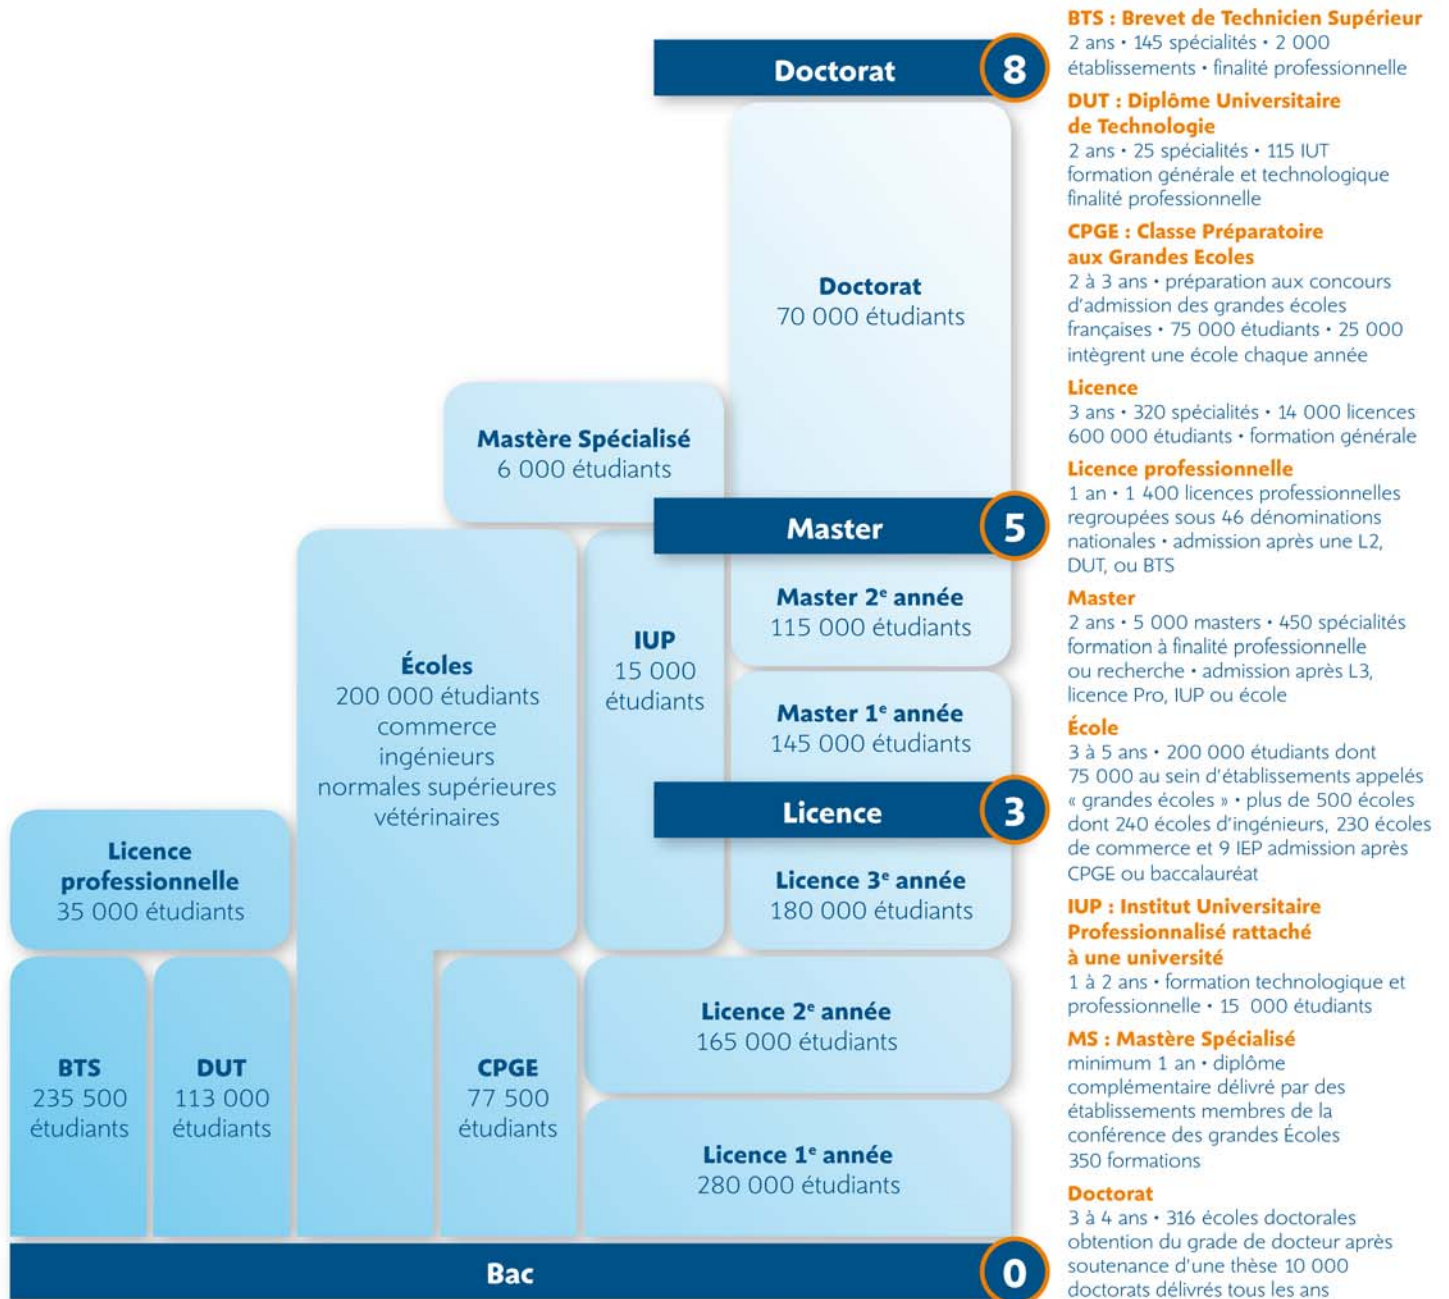 Doctorat 8
Doctorat
70 000 étudiants
Mastère Spécialisé
6 000 étudiants
Master 5
Master 2e année
115 000 étudiants
IUP
15 000
étudiants
Écoles
200 000 étudiants
commerce
ingénieurs
normales supérieures
vétérinaires
Master 1e année
145 000 étudiants
Licence 3
Licence
professionnelle
35 000 étudiants
Licence 3e année
180 000 étudiants
Licence 2e année
165 000 étudiants
BTS
235 500
étudiants
DUT
113 000
étudiants
CPGE
77 500
étudiants
Licence 1e année
280 000 étudiants
Bac 0
BTS : Brevet de Technicien Supérieur
2 ans • 145 spécialités • 2 000
établissements • finalité professionnelle
DUT : Diplôme Universitaire
de Technologie
2 ans • 25 spécialités • 115 IUT
formation générale et technologique
finalité professionnelle
CPGE : Classe Préparatoire
aux Grandes Ecoles
2 à 3 ans • préparation aux concours
d'admission des grandes écoles
françaises • 75 000 étudiants • 25 000
intègrent une école chaque année
Licence
3 ans • 320 spécialités • 14 000 licences
600 000 étudiants • formation générale
Licence professionnelle
1 an • 1 400 licences professionnelles
regroupées sous 46 dénominations
nationales • admission après une L2,
DUT, ou BTS
Master
2 ans • 5 000 masters • 450 spécialités
formation à finalité professionnelle
ou recherche • admission après L3,
licence Pro, IUP ou école
École
3 à 5 ans • 200 000 étudiants dont
75 000 au sein d'établissements appelés
« grandes écoles » • plus de 500 écoles
dont 240 écoles d'ingénieurs, 230 écoles
de commerce et 9 IEP admission après
CPGE ou baccalauréat
IUP : Institut Universitaire
Professionnalisé rattaché
à une université
1 à 2 ans • formation technologique et
professionnelle • 15 000 étudiants
MS : Mastère Spécialisé
minimum 1 an • diplôme
complémentaire délivré par des
établissements membres de la
conférence des grandes Écoles
350 formations
Doctorat
3 à 4 ans • 316 écoles doctorales
obtention du grade de docteur après
soutenance d'une thèse 10 000
doctorats délivrés tous les ans